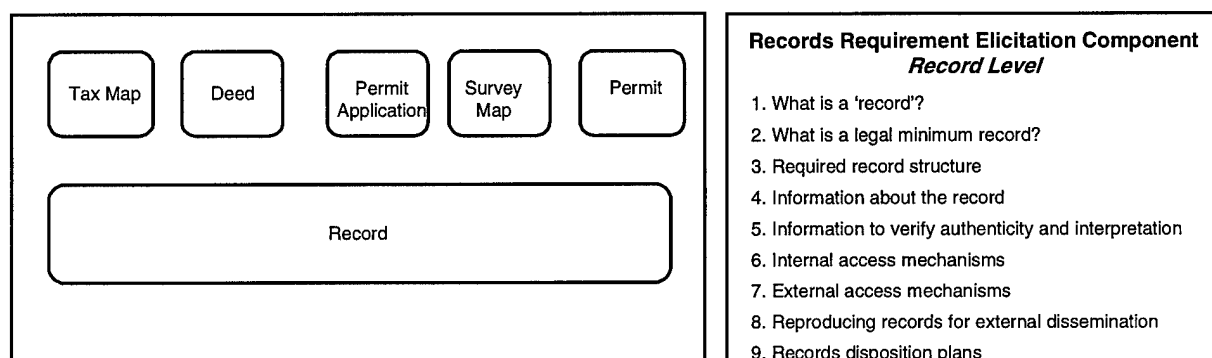 Tax Map
Deed
Permit
Application
Survey
Map
Permit
Record
Records Requirement Elicitation Component
Record Level
1. What is a 'record'?
2. What is a legal minimum record?
3. Required record structure
4. Information about the record
5. Information to verify authenticity and interpretation
6. Internal access mechanisms
7. External access mechanisms
8. Reproducing records for external dissemination
9. Records disposition plans